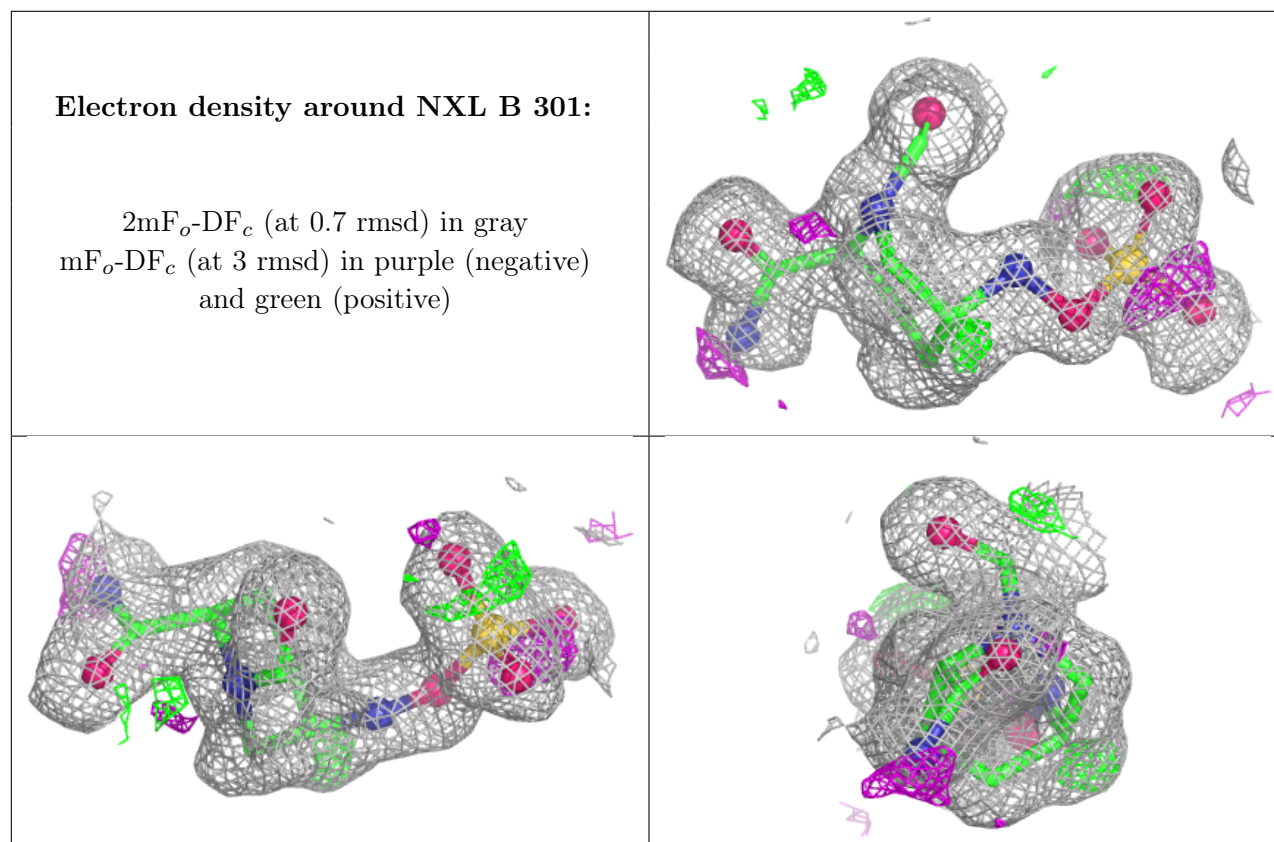 Electron density around NXL B 301:
2mFo-DFc (at 0.7 rmsd) in gray
mFo-DFc (at 3 rmsd) in purple (negative)
and green (positive)